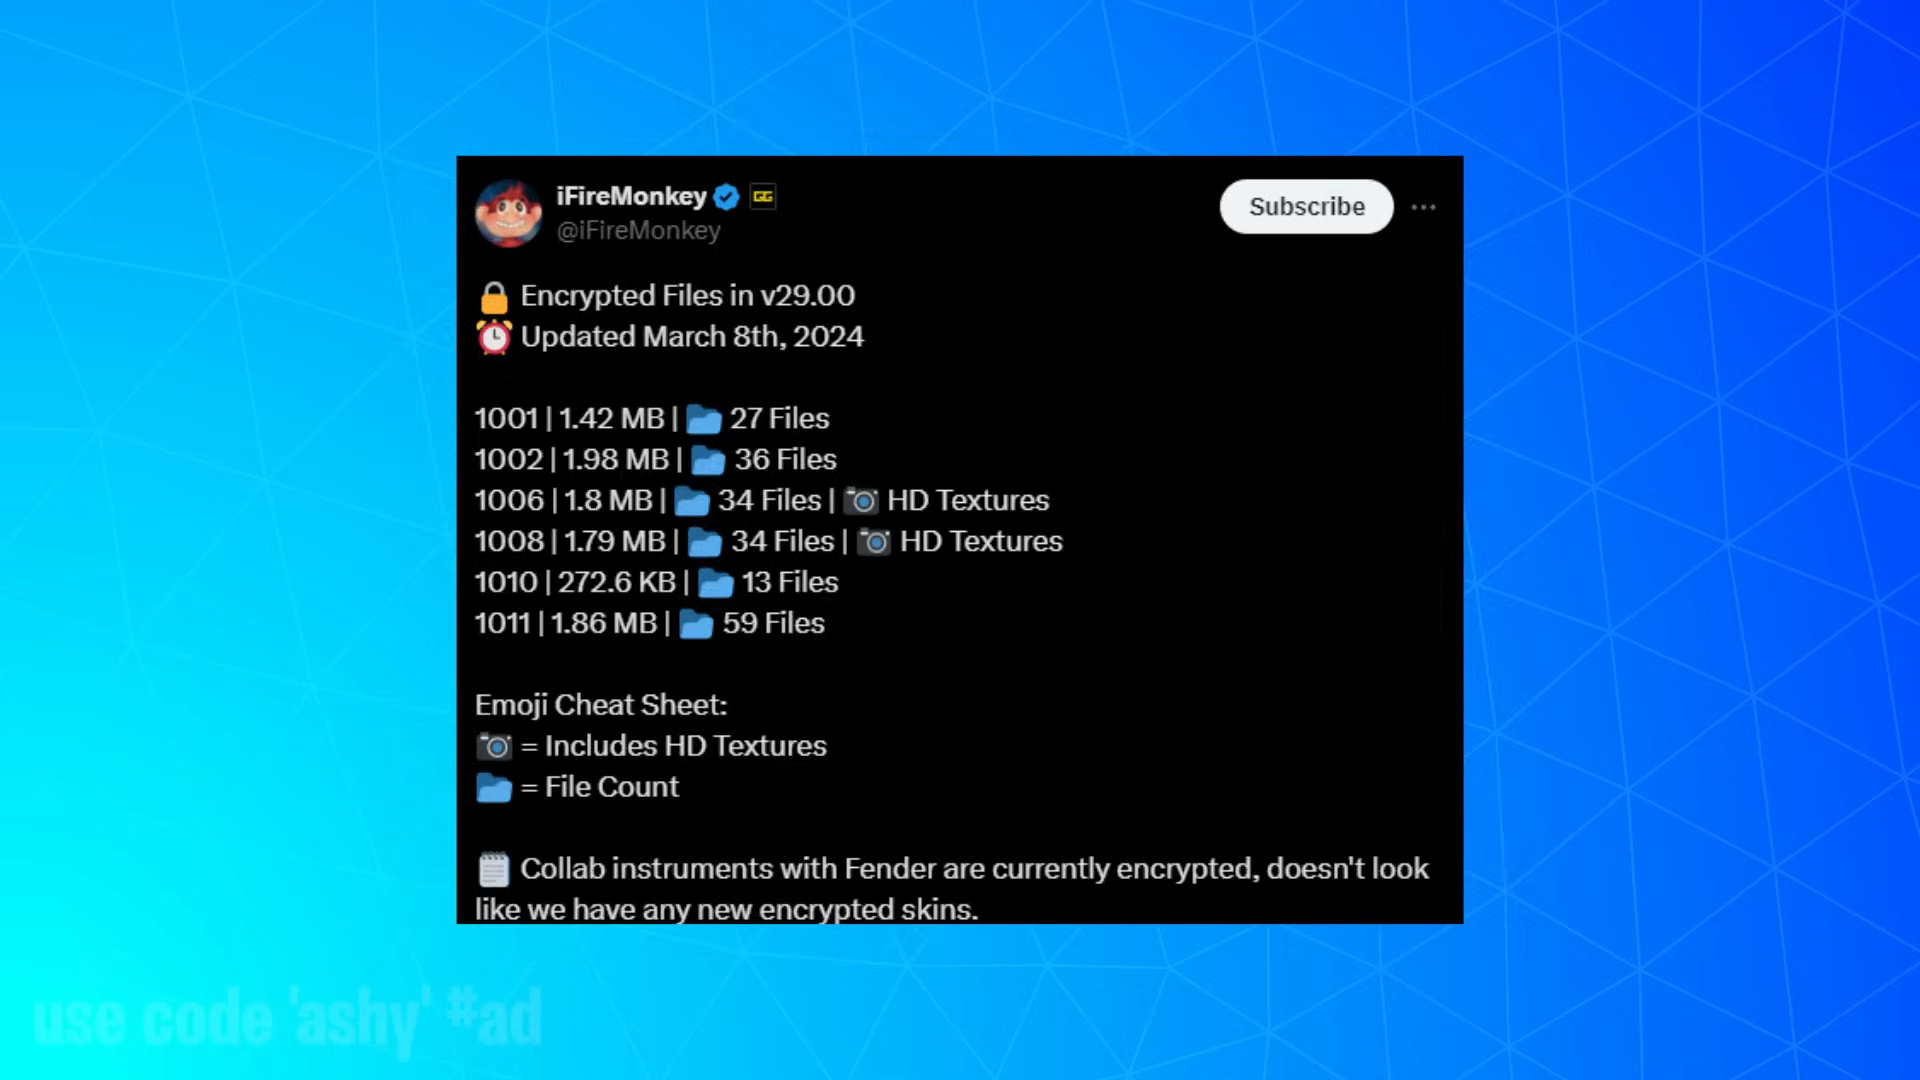 iFireMonkey GG
@iFireMonkey
Subscribe
🔒 Encrypted Files in v29.00
⏰ Updated March 8th, 2024
1001 | 1.42 MB | 📂 27 Files
1002 | 1.98 MB | 📂 36 Files
1006 | 1.8 MB | 📂 34 Files | 📷 HD Textures
1008 | 1.79 MB | 📂 34 Files | 📷 HD Textures
1010 | 272.6 KB | 📂 13 Files
1011 | 1.86 MB | 📂 59 Files
Emoji Cheat Sheet:
📷 = Includes HD Textures
📂 = File Count
🗒️ Collab instruments with Fender are currently encrypted, doesn't look
like we have any new encrypted skins.
use code 'ashy' #ad